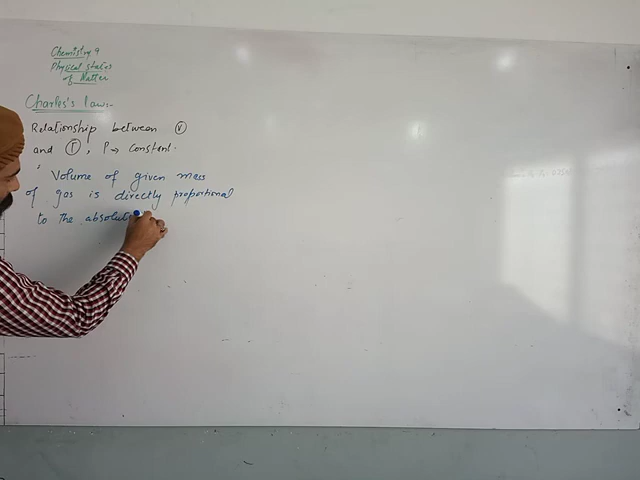 Chemistry 9
Physical States
of Matter
Charles's Law:
Relationship between Ⓥ
and Ⓣ, P → Constant.
" Volume of given mass
of gas is directly proportional
to the absolut